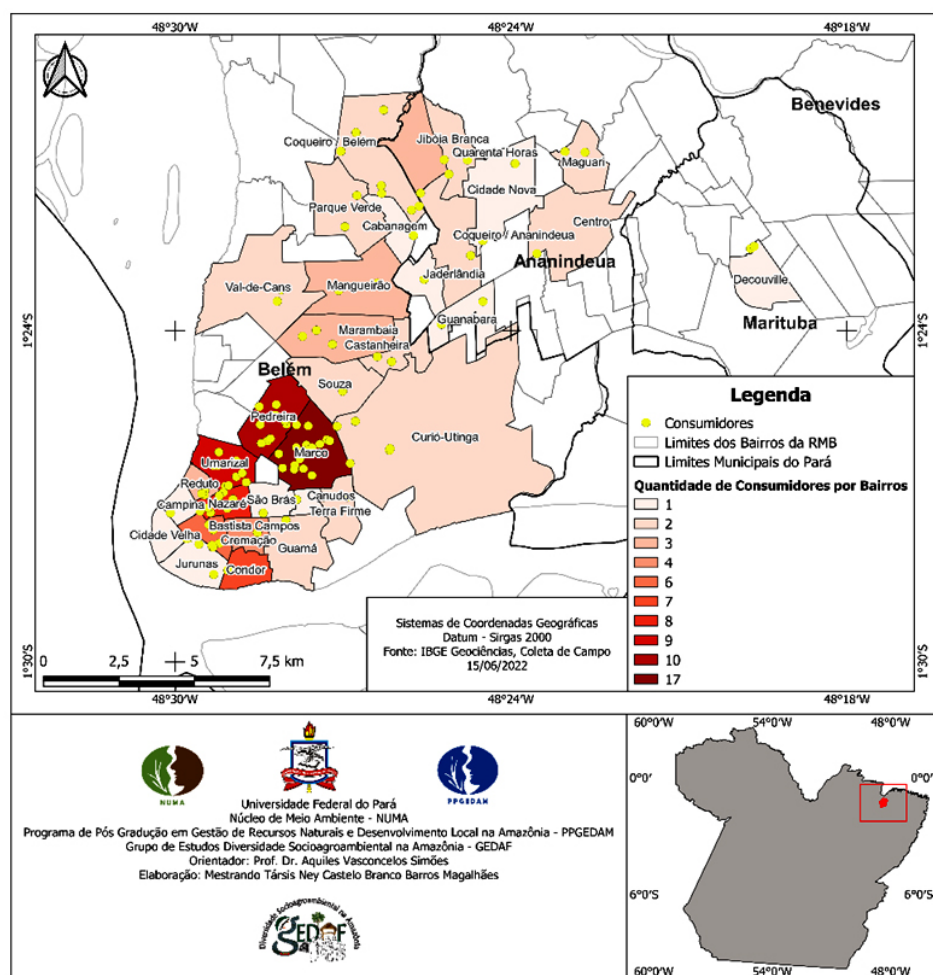 48°30'W 48°24'W 48°18'W
Benevides
Coqueiro / Belém
Jibóia Branca
Quarenta Horas
Maguari
Cidade Nova
Parque Verde
Centro
Cabanagem
Coqueiro / Ananindeua
Ananindeua
Jaderlândia
Decouville
Val-de-Cans
Mangueirão
Guanabara
Marituba
1°24'S 1°24'S
Marambaia
Castanheira
Belém
Souza
Pedreira
Curió-Utinga
Marco
Umarizal
Reduto
São Brás
Canudos
Campina
Nazaré
Terra Firme
Bastista Campos
Cidade Velha
Cremação
Guamá
Jurunas
Condor
Legenda
Consumidores
Limites dos Bairros da RMB
Limites Municipais do Pará
Quantidade de Consumidores por Bairros
1
2
3
4
6
7
8
9
10
17
Sistemas de Coordenadas Geográficas
Datum - Sirgas 2000
Fonte: IBGE Geociências, Coleta de Campo
15/06/2022
0 2,5 5 7,5 km
1°30'S 1°30'S
48°30'W 48°24'W 48°18'W
NUMA
PPGEDAM
Universidade Federal do Pará
Núcleo de Meio Ambiente - NUMA
Programa de Pós Gradução em Gestão de Recursos Naturais e Desenvolvimento Local na Amazônia - PPGEDAM
Grupo de Estudos Diversidade Socioagroambiental na Amazônia - GEDAF
Orientador: Prof. Dr. Aquiles Vasconcelos Simões
Elaboração: Mestrando Társis Ney Castelo Branco Barros Magalhães
Diversidade Socioagroambiental na Amazônia
gEDAF
60°0'W 54°0'W 48°0'W
0°0' 0°0'
6°0'S 6°0'S
60°0'W 54°0'W 48°0'W